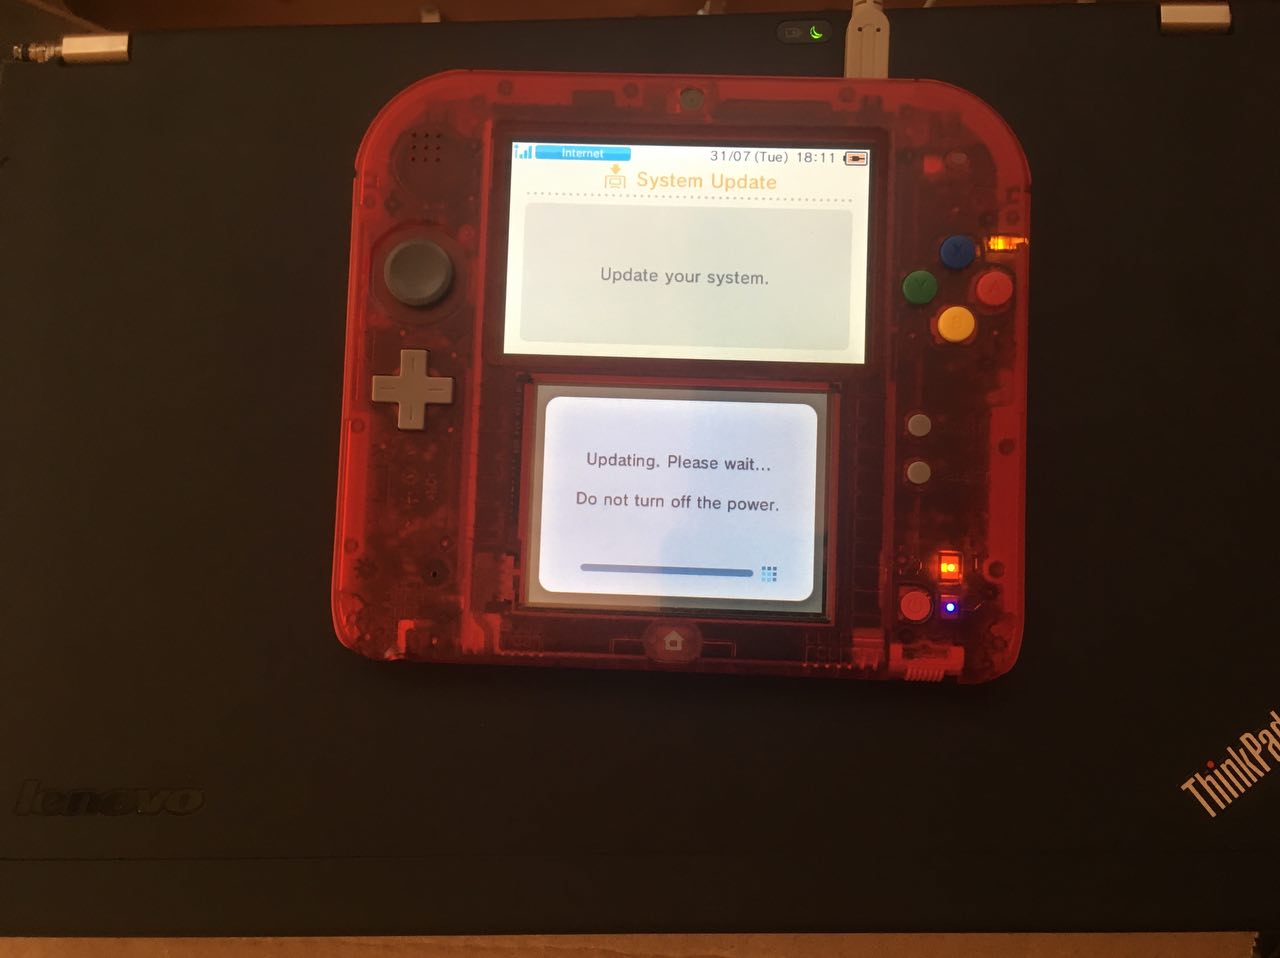 Internet
31/07 (Tue) 18:11
System Update
Update your system.
X
Y
A
B
Updating. Please wait...
Do not turn off the power.
lenovo
ThinkPad